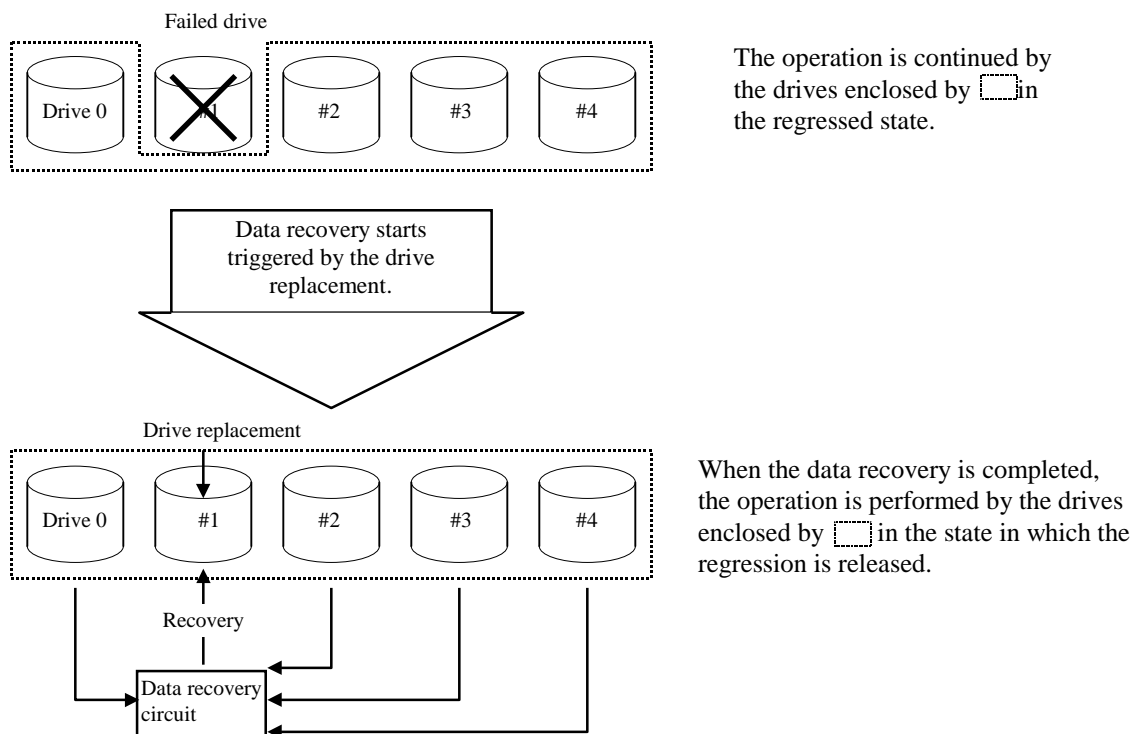 Failed drive
Drive 0
#1
#2
#3
#4
The operation is continued by
the drives enclosed by in
the regressed state.
Data recovery starts
triggered by the drive
replacement.
Drive replacement
Drive 0
#1
#2
#3
#4
When the data recovery is completed,
the operation is performed by the drives
enclosed by in the state in which the
regression is released.
Recovery
Data recovery
circuit